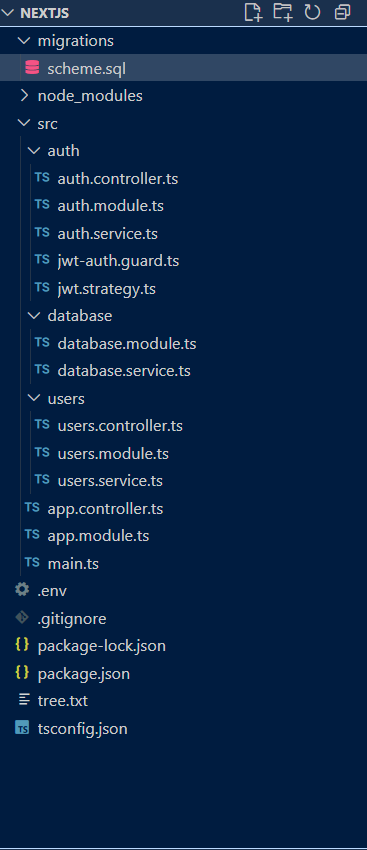 NEXTJS
migrations
scheme.sql
node_modules
src
auth
TS auth.controller.ts
TS auth.module.ts
TS auth.service.ts
TS jwt-auth.guard.ts
TS jwt.strategy.ts
database
TS database.module.ts
TS database.service.ts
users
TS users.controller.ts
TS users.module.ts
TS users.service.ts
TS app.controller.ts
TS app.module.ts
TS main.ts
.env
.gitignore
{} package-lock.json
{} package.json
tree.txt
TS tsconfig.json